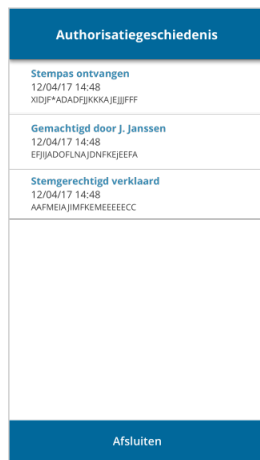 Authorisatiegeschiedenis
Stempas ontvangen
12/04/17 14:48
XIDJF*ADADFJJKKKAJEJJJFFF
Gemachtigd door J. Janssen
12/04/17 14:48
EFJIJADOFLNAJDNFKEjEEFA
Stemgerechtigd verklaard
12/04/17 14:48
AAFMEIAJIMFKEMEEEEECC
Afsluiten